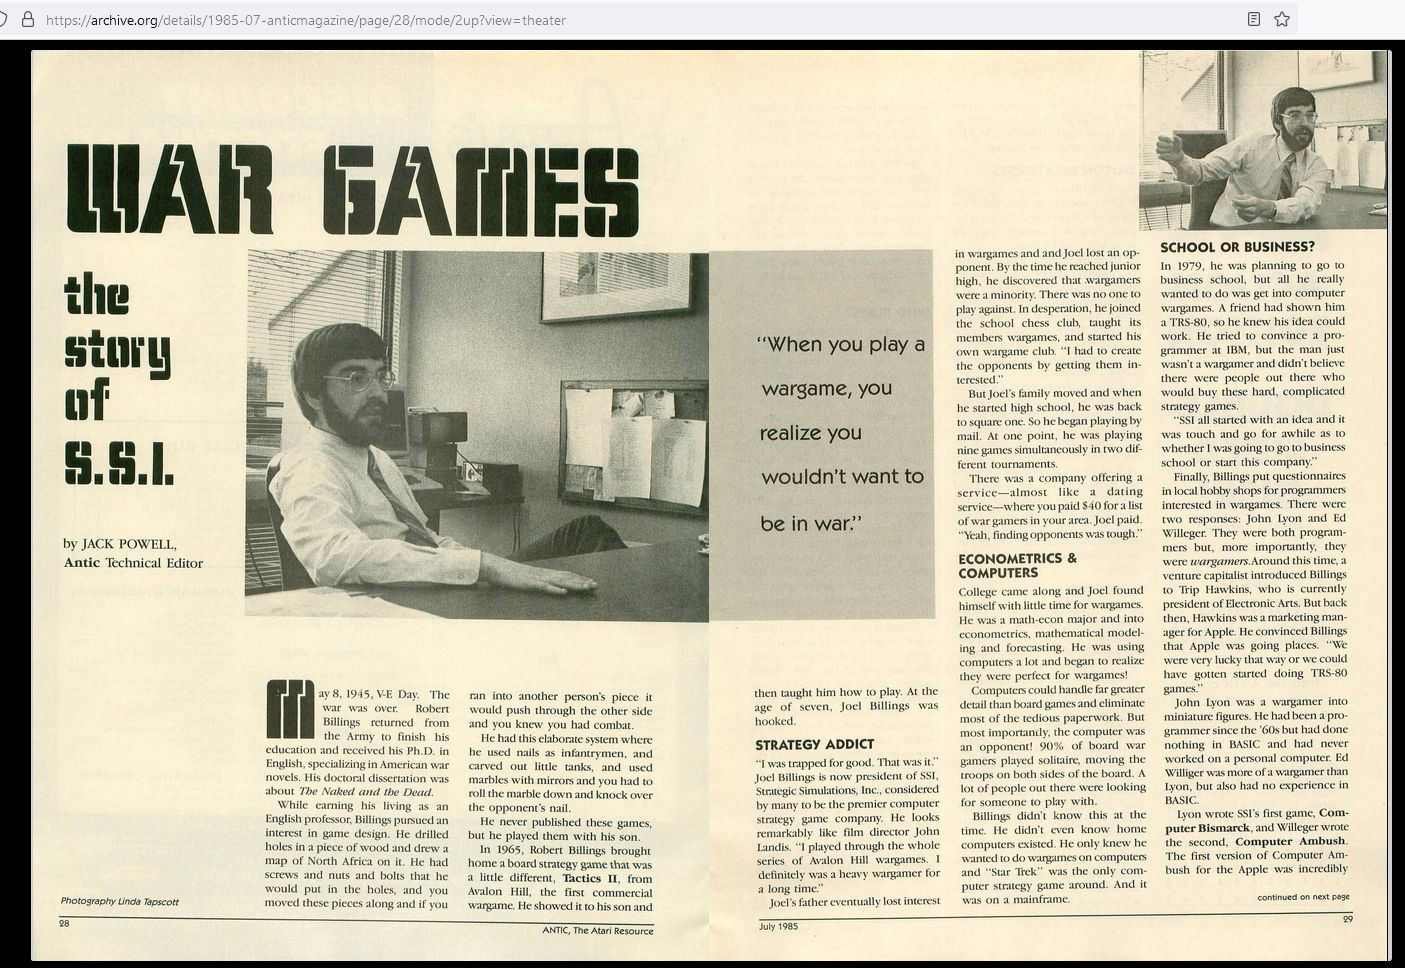 https://archive.org/details/1985-07-anticmagazine/page/28/mode/2up?view=theater
WAR GAMES
the
story
of
S.S.I.
by JACK POWELL,
Antic Technical Editor
Photography Linda Tapscott
May 8, 1945, V-E Day. The
war was over. Robert
Billings returned from
the Army to finish his
education and received his Ph.D. in
English, specializing in American war
novels. His doctoral dissertation was
about The Naked and the Dead.
While earning his living as an
English professor, Billings pursued an
interest in game design. He drilled
holes in a piece of wood and drew a
map of North Africa on it. He had
screws and nuts and bolts that he
would put in the holes, and you
moved these pieces along and if you
ran into another person's piece it
would push through the other side
and you knew you had combat.
He had this elaborate system where
he used nails as infantrymen, and
carved out little tanks, and used
marbles with mirrors and you had to
roll the marble down and knock over
the opponent's nail.
He never published these games,
but he played them with his son.
In 1965, Robert Billings brought
home a board strategy game that was
a little different, Tactics II, from
Avalon Hill, the first commercial
wargame. He showed it to his son and
28
ANTIC, The Atari Resource
"When you play a
wargame, you
realize you
wouldn't want to
be in war."
then taught him how to play. At the
age of seven, Joel Billings was
hooked.
STRATEGY ADDICT
"I was trapped for good. That was it."
Joel Billings is now president of SSI,
Strategic Simulations, Inc., considered
by many to be the premier computer
strategy game company. He looks
remarkably like film director John
Landis. "I played through the whole
series of Avalon Hill wargames. I
definitely was a heavy wargamer for
a long time."
Joel's father eventually lost interest
in wargames and and Joel lost an op-
ponent. By the time he reached junior
high, he discovered that wargamers
were a minority. There was no one to
play against. In desperation, he joined
the school chess club, taught its
members wargames, and started his
own wargame club. "I had to create
the opponents by getting them in-
terested."
But Joel's family moved and when
he started high school, he was back
to square one. So he began playing by
mail. At one point, he was playing
nine games simultaneously in two dif-
ferent tournaments.
There was a company offering a
service—almost like a dating
service—where you paid $40 for a list
of war gamers in your area. Joel paid.
"Yeah, finding opponents was tough."
ECONOMETRICS &
COMPUTERS
College came along and Joel found
himself with little time for wargames.
He was a math-econ major and into
econometrics, mathematical model-
ing and forecasting. He was using
computers a lot and began to realize
they were perfect for wargames!
Computers could handle far greater
detail than board games and eliminate
most of the tedious paperwork. But
most importantly, the computer was
an opponent! 90% of board war
gamers played solitaire, moving the
troops on both sides of the board. A
lot of people out there were looking
for someone to play with.
Billings didn't know this at the
time. He didn't even know home
computers existed. He only knew he
wanted to do wargames on computers
and "Star Trek" was the only com-
puter strategy game around. And it
was on a mainframe.
SCHOOL OR BUSINESS?
In 1979, he was planning to go to
business school, but all he really
wanted to do was get into computer
wargames. A friend had shown him
a TRS-80, so he knew his idea could
work. He tried to convince a pro-
grammer at IBM, but the man just
wasn't a wargamer and didn't believe
there were people out there who
would buy these hard, complicated
strategy games.
"SSI all started with an idea and it
was touch and go for awhile as to
whether I was going to go to business
school or start this company."
Finally, Billings put questionnaires
in local hobby shops for programmers
interested in wargames. There were
two responses: John Lyon and Ed
Willeger. They were both program-
mers but, more importantly, they
were wargamers.Around this time, a
venture capitalist introduced Billings
to Trip Hawkins, who is currently
president of Electronic Arts. But back
then, Hawkins was a marketing man-
ager for Apple. He convinced Billings
that Apple was going places. "We
were very lucky that way or we could
have gotten started doing TRS-80
games."
John Lyon was a wargamer into
miniature figures. He had been a pro-
grammer since the '60s but had done
nothing in BASIC and had never
worked on a personal computer. Ed
Williger was more of a wargamer than
Lyon, but also had no experience in
BASIC.
Lyon wrote SSI's first game, Com-
puter Bismarck, and Willeger wrote
the second, Computer Ambush.
The first version of Computer Am-
bush for the Apple was incredibly
continued on next page
July 1985
29